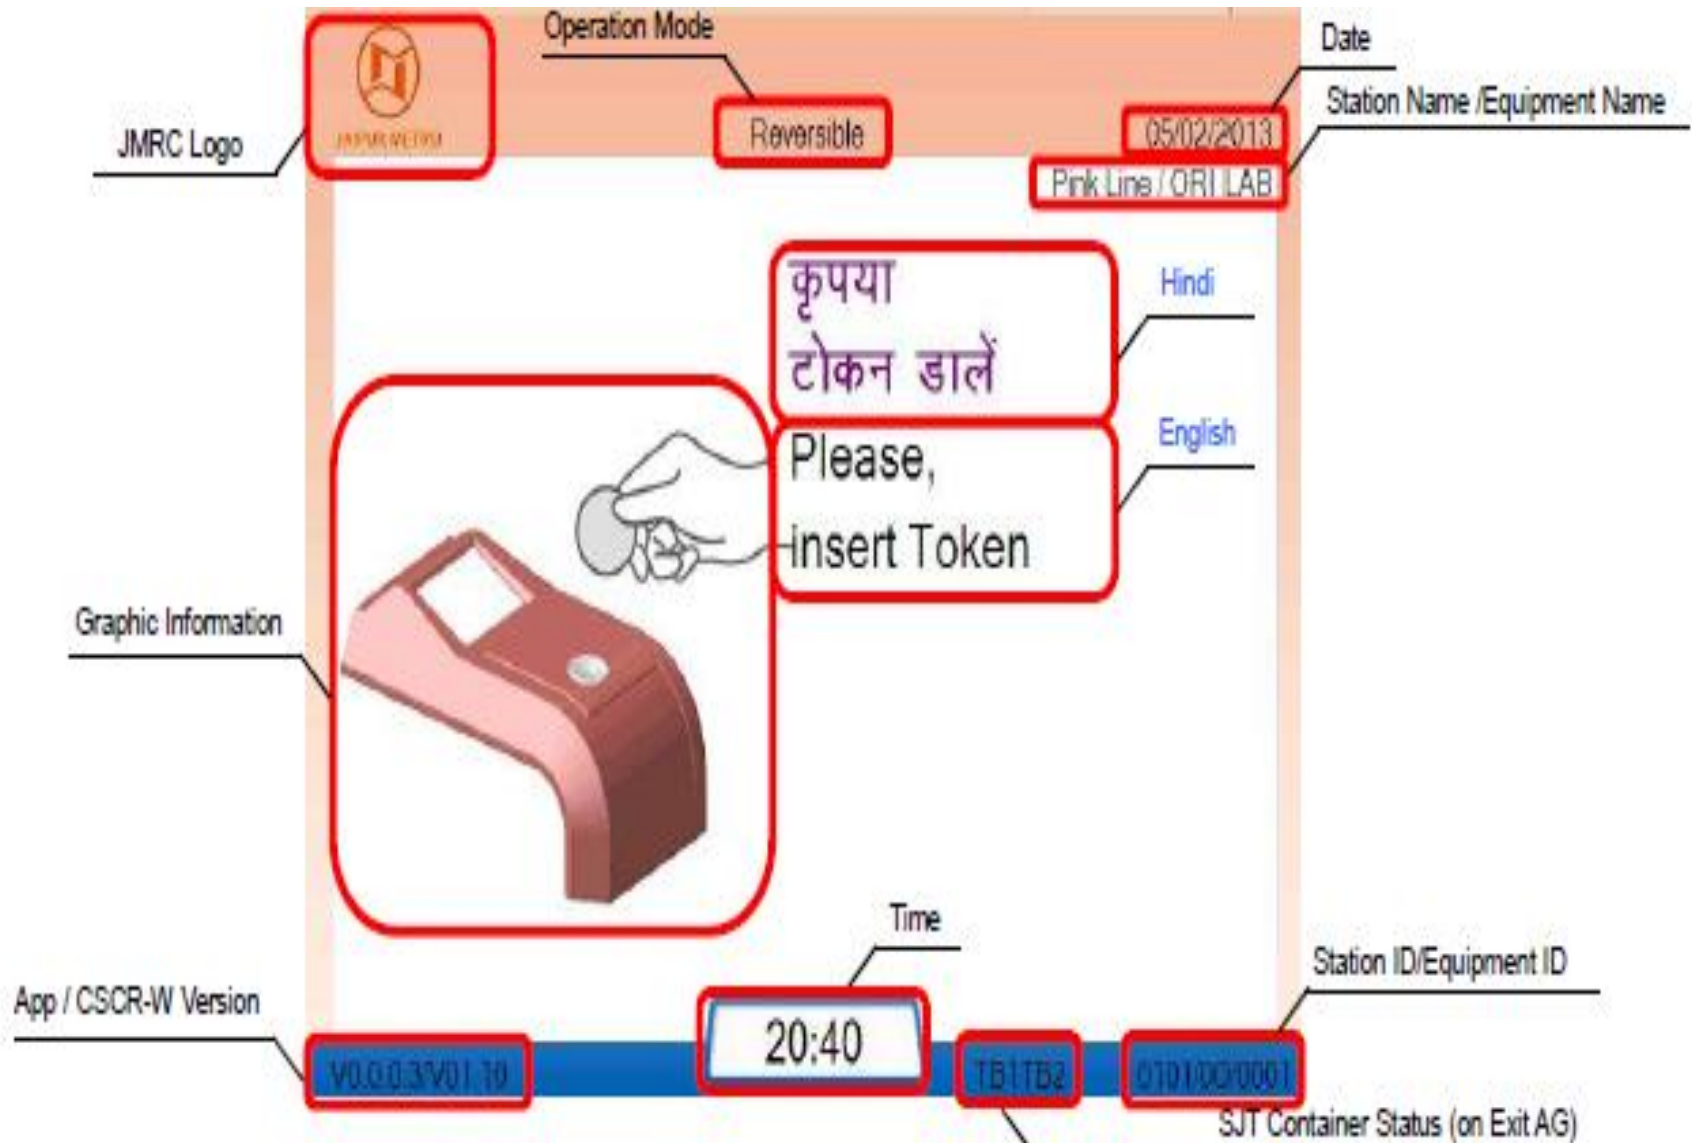 Operation Mode
Date
Station Name /Equipment Name
JMRC Logo
JAIPUR METRO
Reversible
05/02/2013
Pink Line / ORI LAB
कृपया
टोकन डालें
Hindi
Please,
insert Token
English
Graphic Information
Time
Station ID/Equipment ID
App / CSCR-W Version
V0.0.0.3/V01.10
20:40
TB1TB2
0101/00/0001
SJT Container Status (on Exit AG)